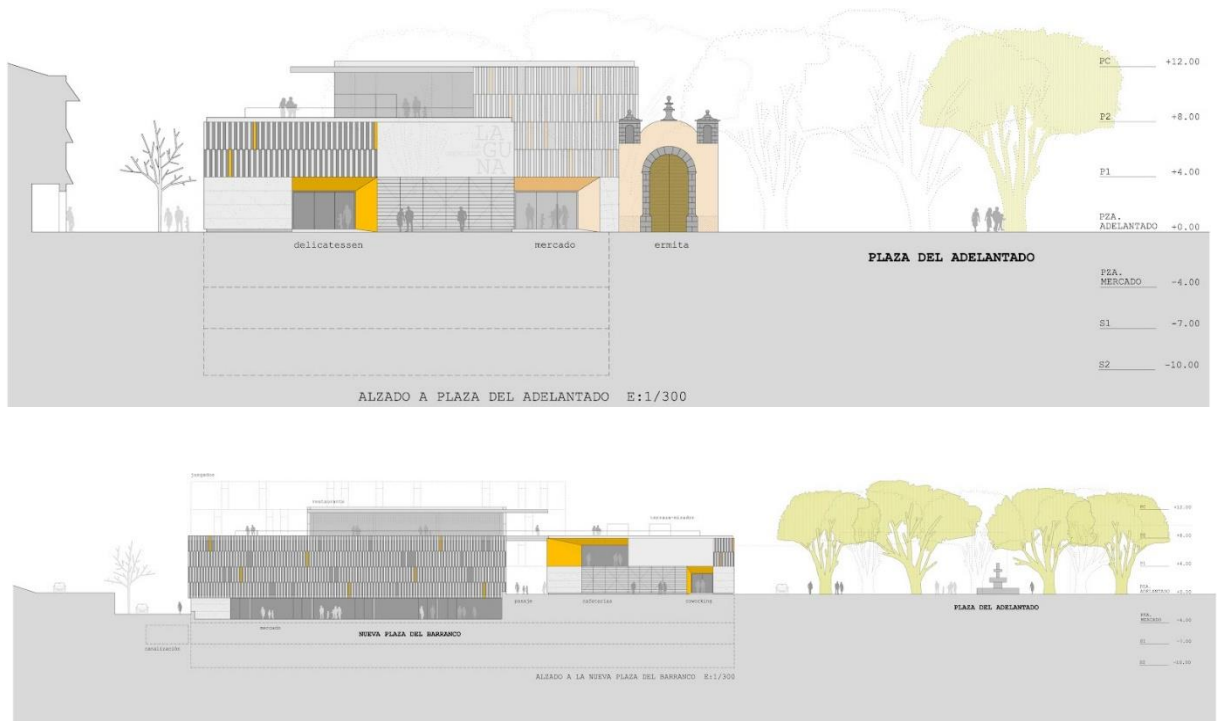 PC +12.00
P2 +8.00
LA
GU
NA
P1 +4.00
PZA.
ADELANTADO +0.00
delicatessen mercado ermita
PLAZA DEL ADELANTADO
PZA.
MERCADO -4.00
S1 -7.00
S2 -10.00
ALZADO A PLAZA DEL ADELANTADO E:1/300
restaurante
terraza-mirador
pasaje cafeterías coworking
PLAZA DEL ADELANTADO
mercado
NUEVA PLAZA DEL BARRANCO
canalización
ALZADO A LA NUEVA PLAZA DEL BARRANCO E:1/300